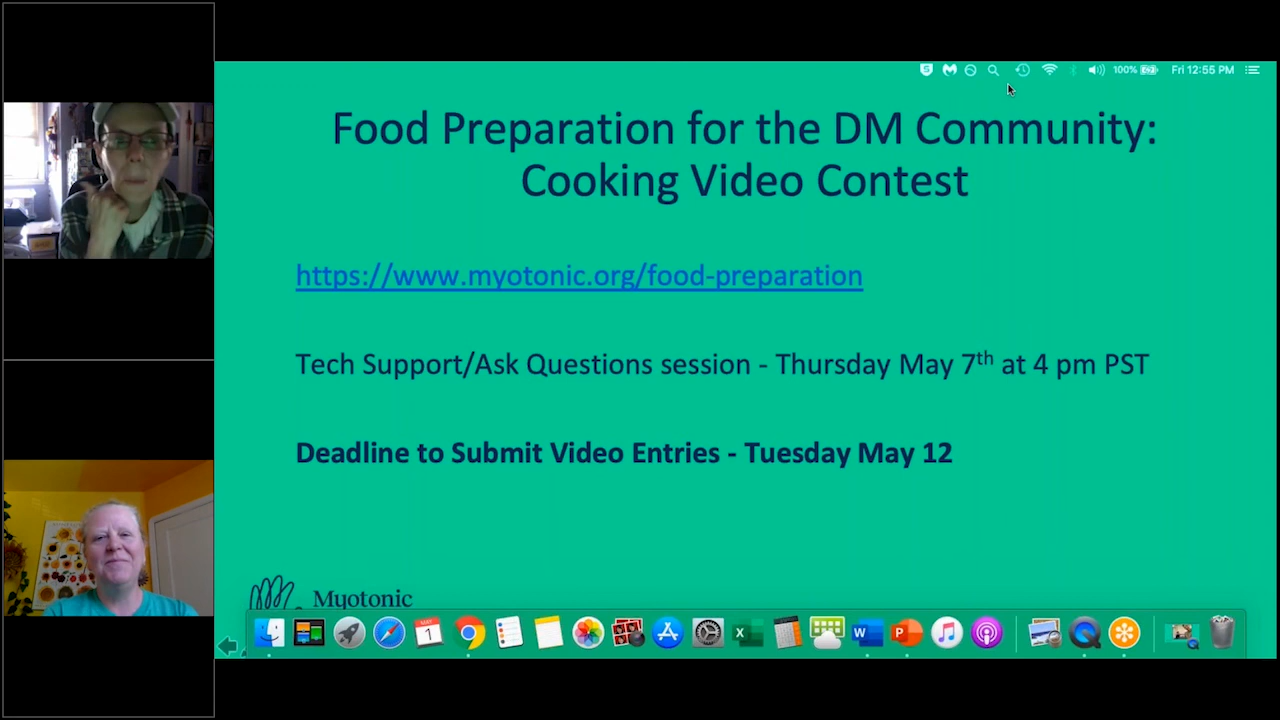 100%
Fri 12:55 PM
Food Preparation for the DM Community:
Cooking Video Contest
https://www.myotonic.org/food-preparation
Tech Support/Ask Questions session - Thursday May 7th at 4 pm PST
Deadline to Submit Video Entries - Tuesday May 12
Myotonic
MAY
1
X
W
P